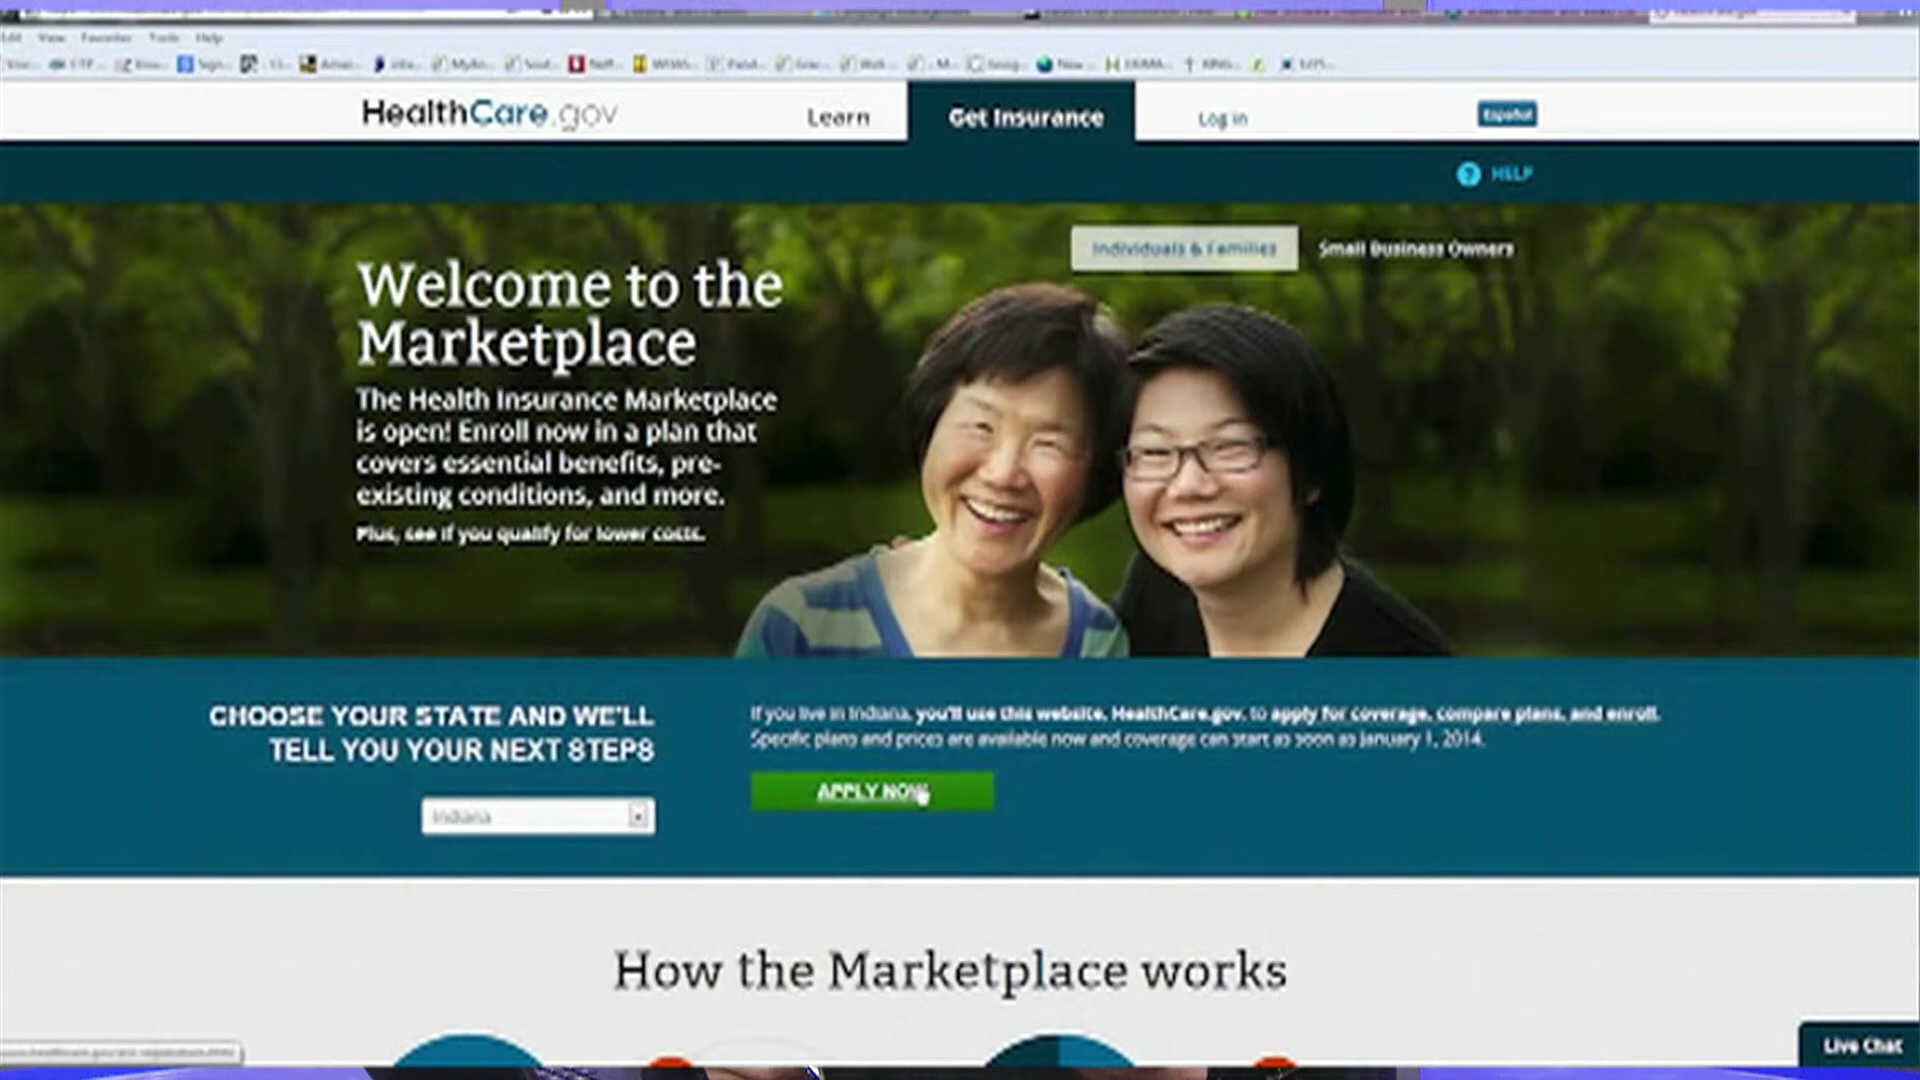 View Favorites Tools Help
HealthCare.gov
Learn
Get Insurance
Log in
Español
? HELP
Individuals & Families
Small Business Owners
Welcome to the
Marketplace
The Health Insurance Marketplace
is open! Enroll now in a plan that
covers essential benefits, pre-
existing conditions, and more.
Plus, see if you qualify for lower costs.
CHOOSE YOUR STATE AND WE'LL
TELL YOU YOUR NEXT STEPS
Indiana
If you live in Indiana, you'll use this website, HealthCare.gov, to apply for coverage, compare plans, and enroll.
Specific plans and prices are available now and coverage can start as soon as January 1, 2014.
APPLY NOW
How the Marketplace works
Live Chat